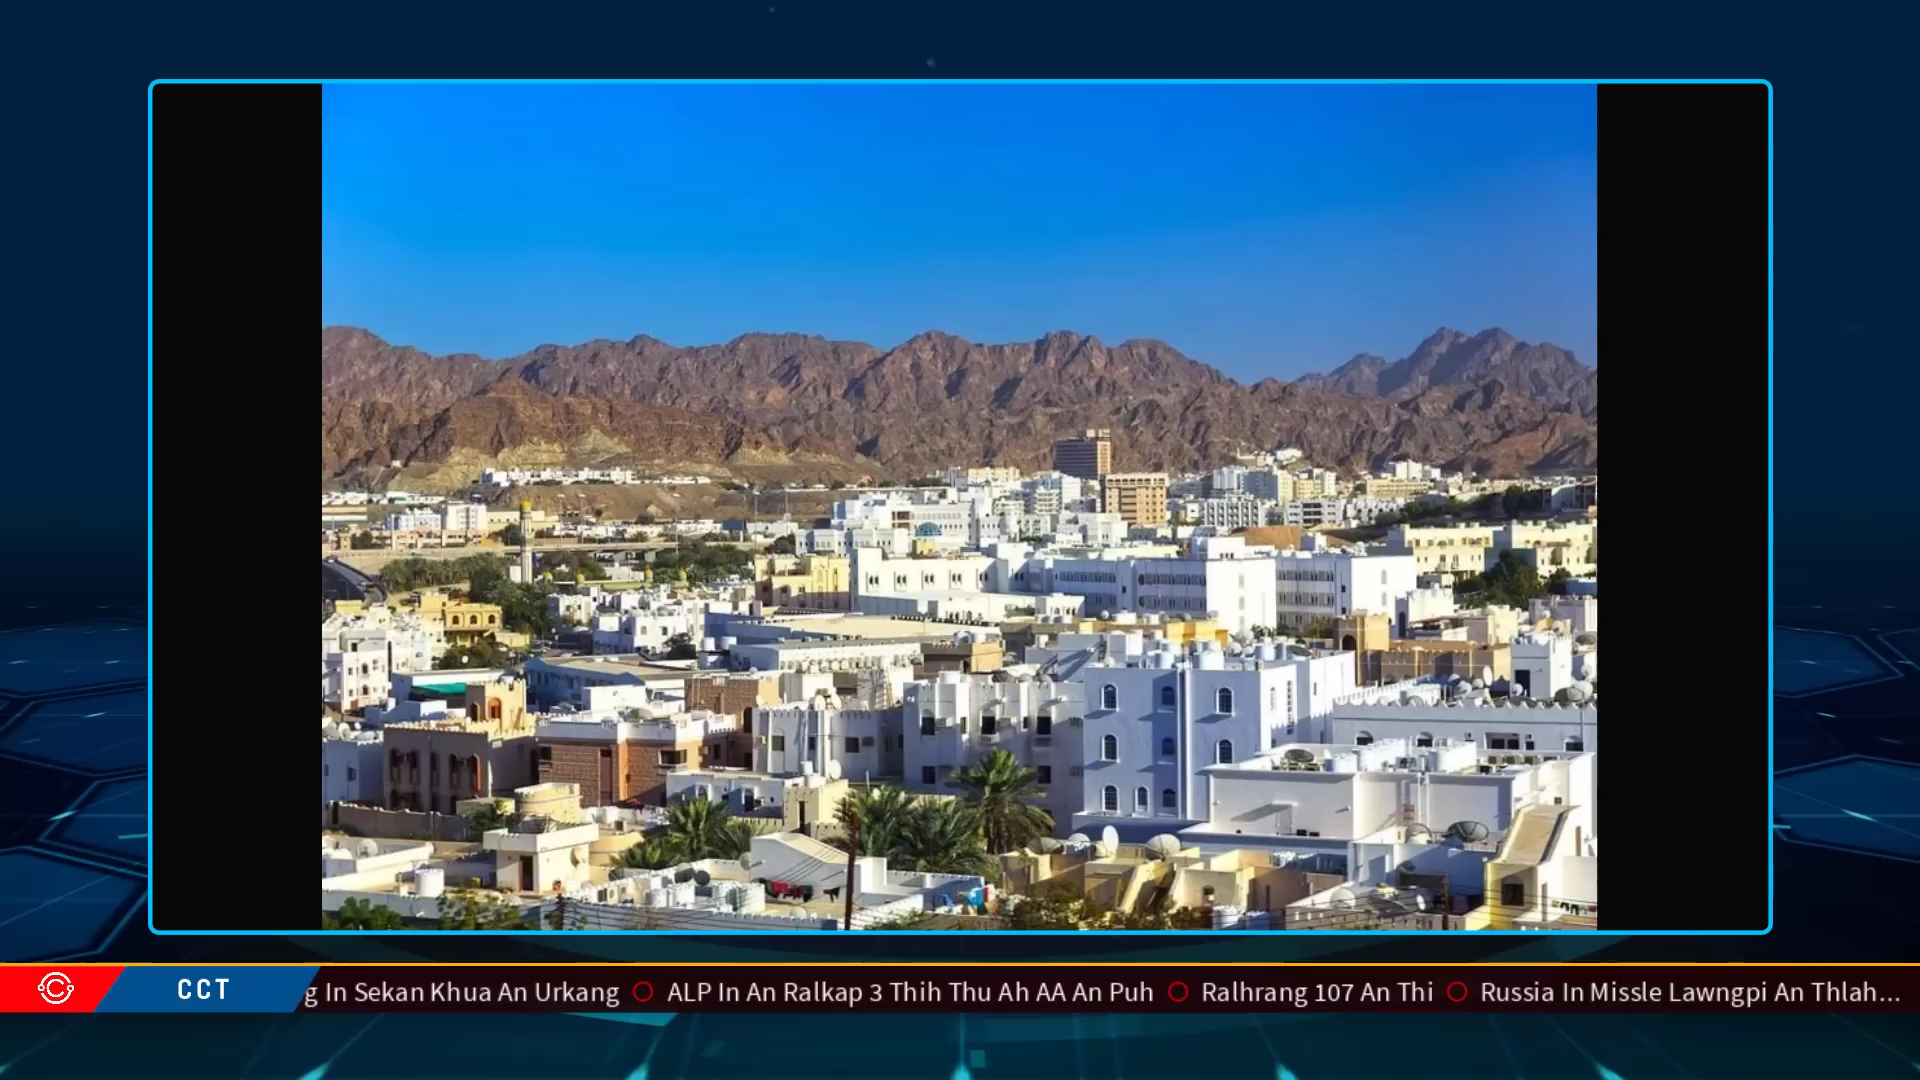 CCT
g In Sekan Khua An Urkang ○ ALP In An Ralkap 3 Thih Thu Ah AA An Puh ○ Ralhrang 107 An Thi ○ Russia In Missle Lawngpi An Thlah...